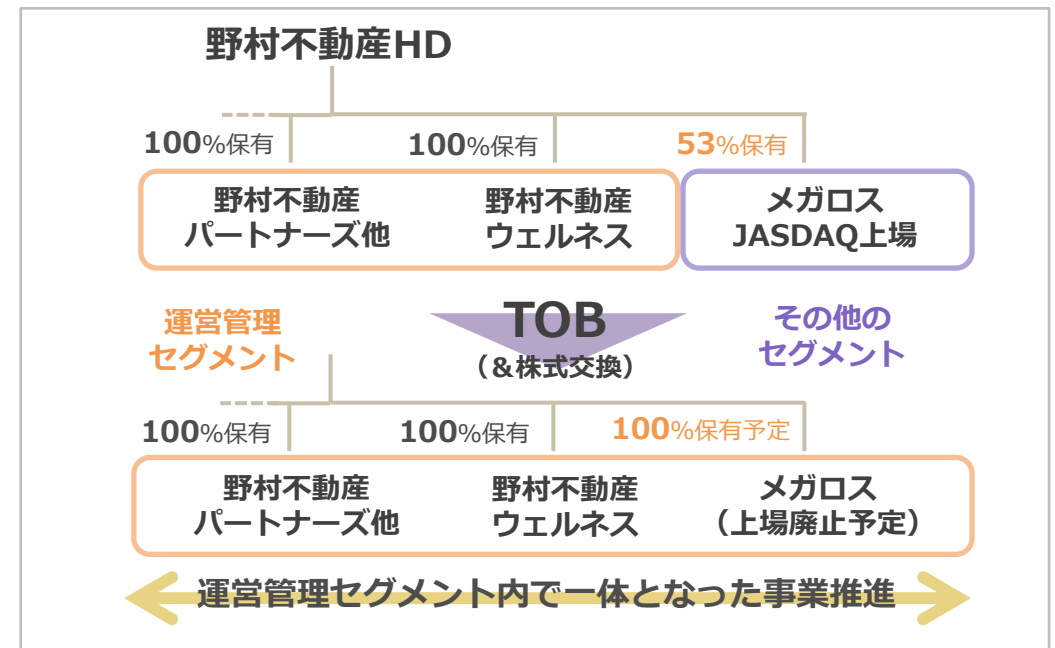 野村不動産HD
100%保有
100%保有
53%保有
野村不動産
パートナーズ他
野村不動産
ウェルネス
メガロス
JASDAQ上場
運営管理
セグメント
TOB
(&株式交換)
その他の
セグメント
100%保有
100%保有
100%保有予定
野村不動産
パートナーズ他
野村不動産
ウェルネス
メガロス
(上場廃止予定)
運営管理セグメント内で一体となった事業推進